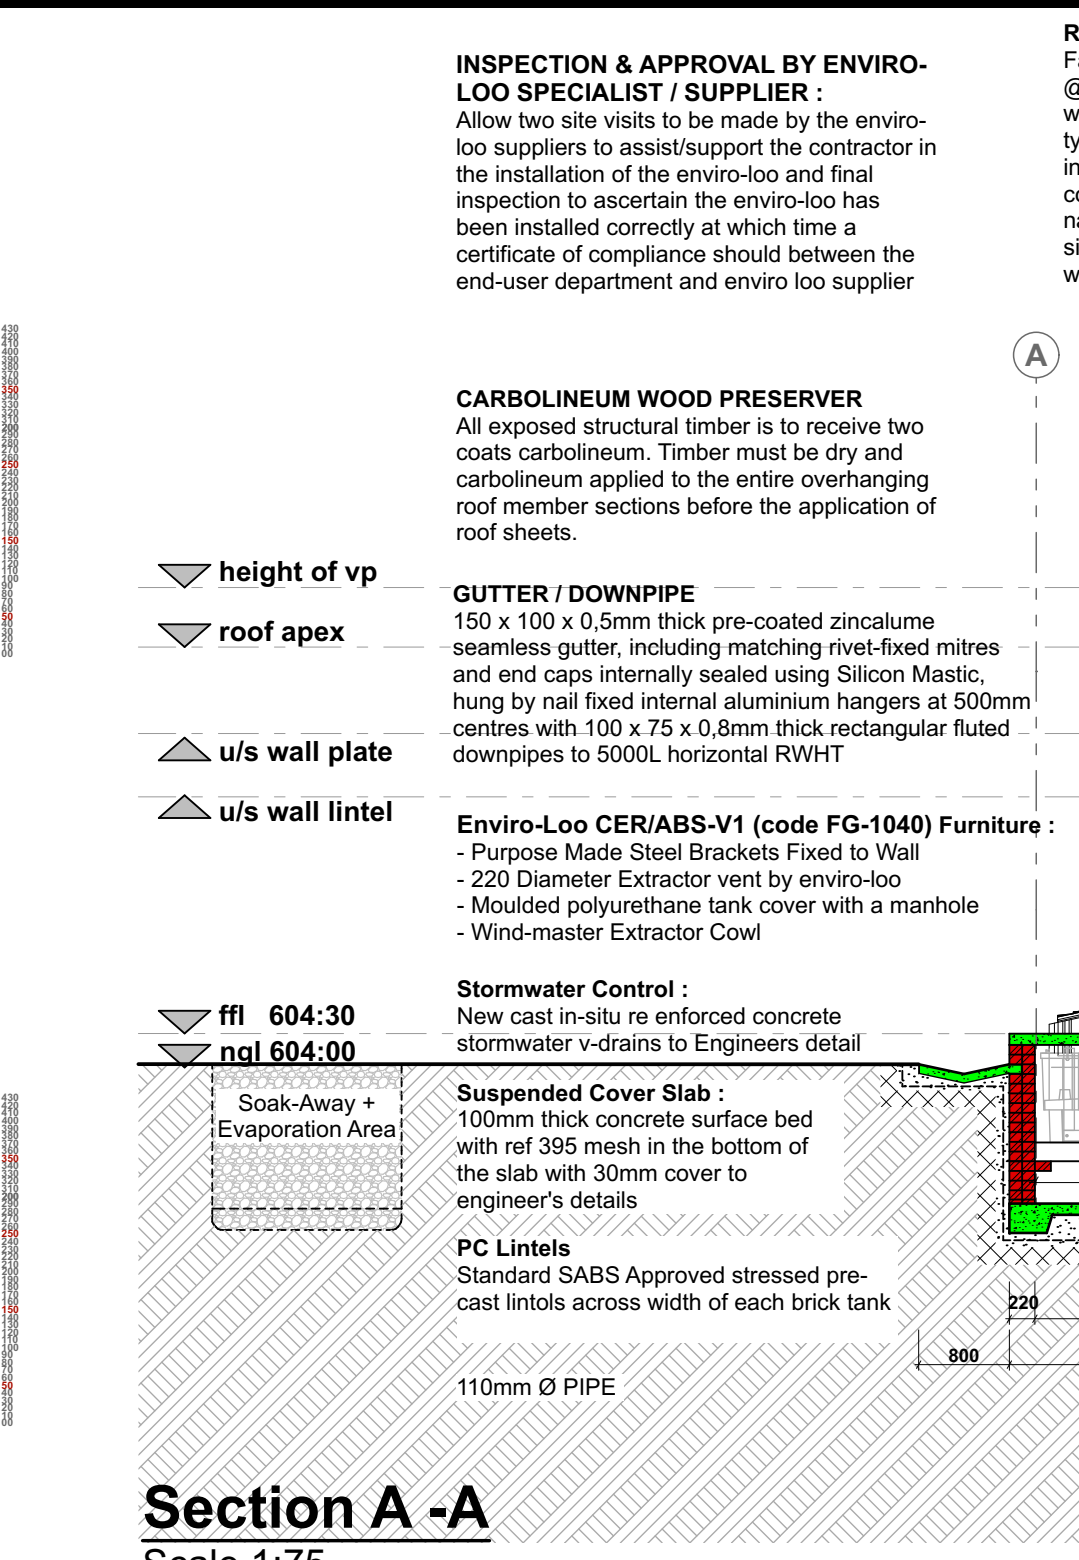 INSPECTION & APPROVAL BY ENVIRO-
LOO SPECIALIST / SUPPLIER :
Allow two site visits to be made by the enviro-
loo suppliers to assist/support the contractor in
the installation of the enviro-loo and final
inspection to ascertain the enviro-loo has
been installed correctly at which time a
certificate of compliance should between the
end-user department and enviro loo supplier
A
CARBOLINEUM WOOD PRESERVER
All exposed structural timber is to receive two
coats carbolineum. Timber must be dry and
carbolineum applied to the entire overhanging
roof member sections before the application of
roof sheets.
height of vp
roof apex
u/s wall plate
u/s wall lintel
GUTTER / DOWNPIPE
150 x 100 x 0,5mm thick pre-coated zincalume
seamless gutter, including matching rivet-fixed mitres
and end caps internally sealed using Silicon Mastic,
hung by nail fixed internal aluminium hangers at 500mm
centres with 100 x 75 x 0,8mm thick rectangular fluted
downpipes to 5000L horizontal RWHT
Enviro-Loo CER/ABS-V1 (code FG-1040) Furniture :
- Purpose Made Steel Brackets Fixed to Wall
- 220 Diameter Extractor vent by enviro-loo
- Moulded polyurethane tank cover with a manhole
- Wind-master Extractor Cowl
ffl 604:30
ngl 604:00
Stormwater Control :
New cast in-situ re enforced concrete
stormwater v-drains to Engineers detail
Soak-Away +
Evaporation Area
Suspended Cover Slab :
100mm thick concrete surface bed
with ref 395 mesh in the bottom of
the slab with 30mm cover to
engineer's details
PC Lintels
Standard SABS Approved stressed pre-
cast lintols across width of each brick tank
220
800
110mm Ø PIPE
Section A -A
Scale 1:75